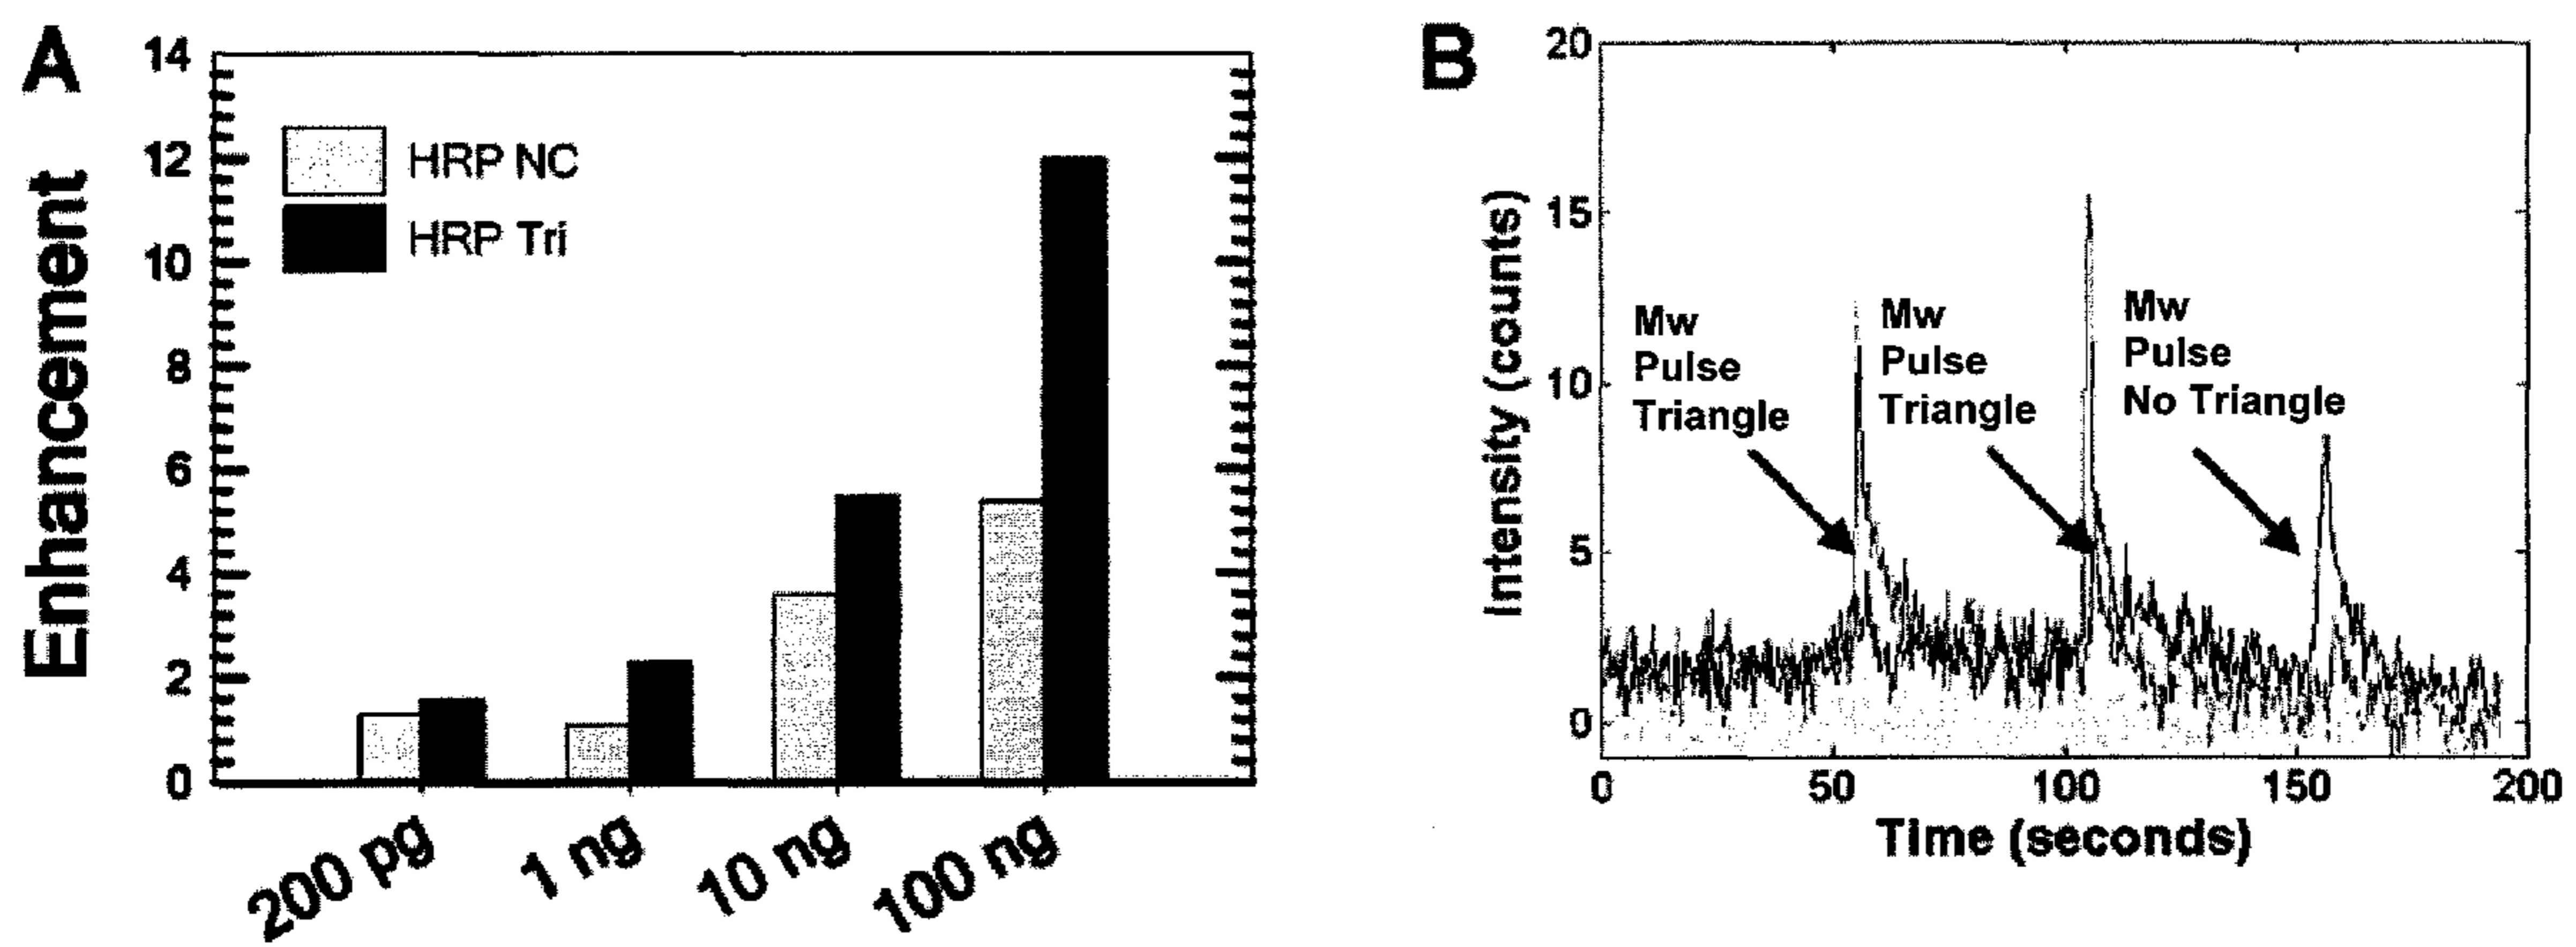 A
Enhancement
14
12
10
8
6
4
2
0
HRP NC
HRP Tri
200 pg
1 ng
10 ng
100 ng
B
Intensity (counts)
20
15
10
5
0
Mw
Pulse
Triangle
Mw
Pulse
Triangle
Mw
Pulse
No Triangle
0
50
100
150
200
Time (seconds)